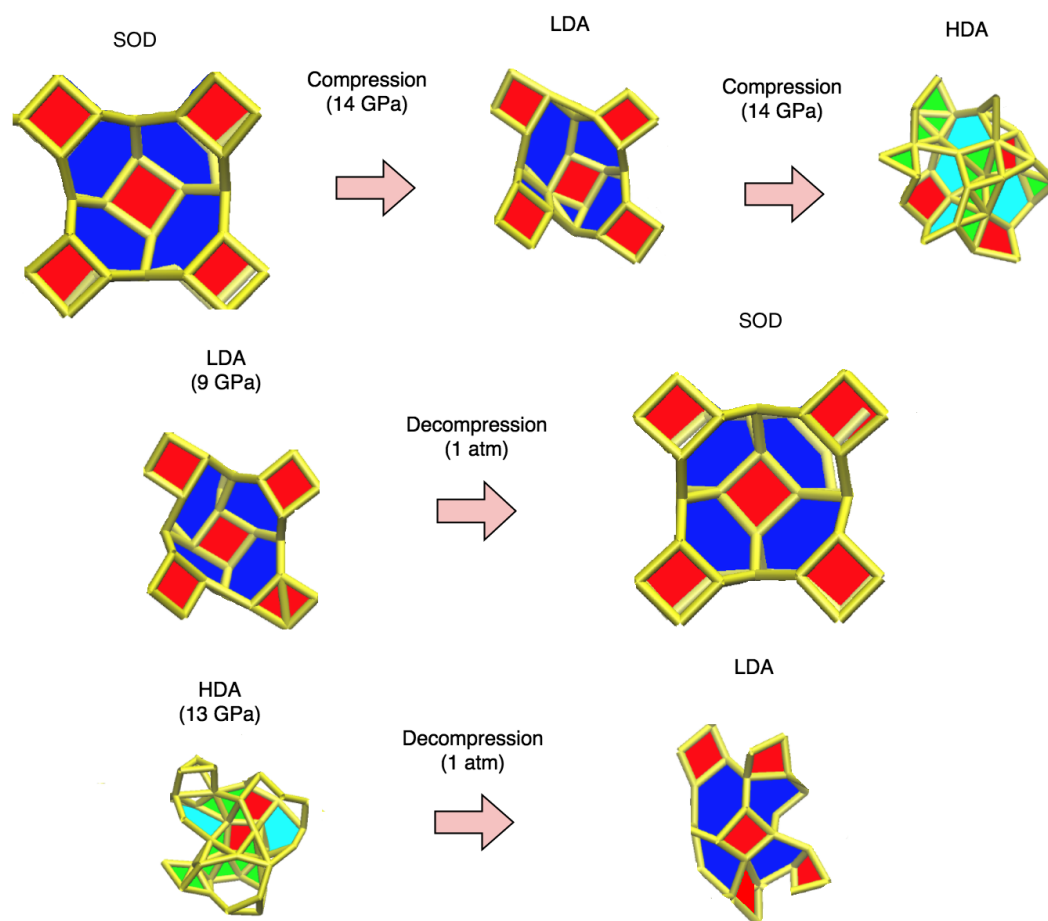 SOD
Compression
(14 GPa)
LDA
Compression
(14 GPa)
HDA
LDA
(9 GPa)
Decompression
(1 atm)
SOD
HDA
(13 GPa)
Decompression
(1 atm)
LDA